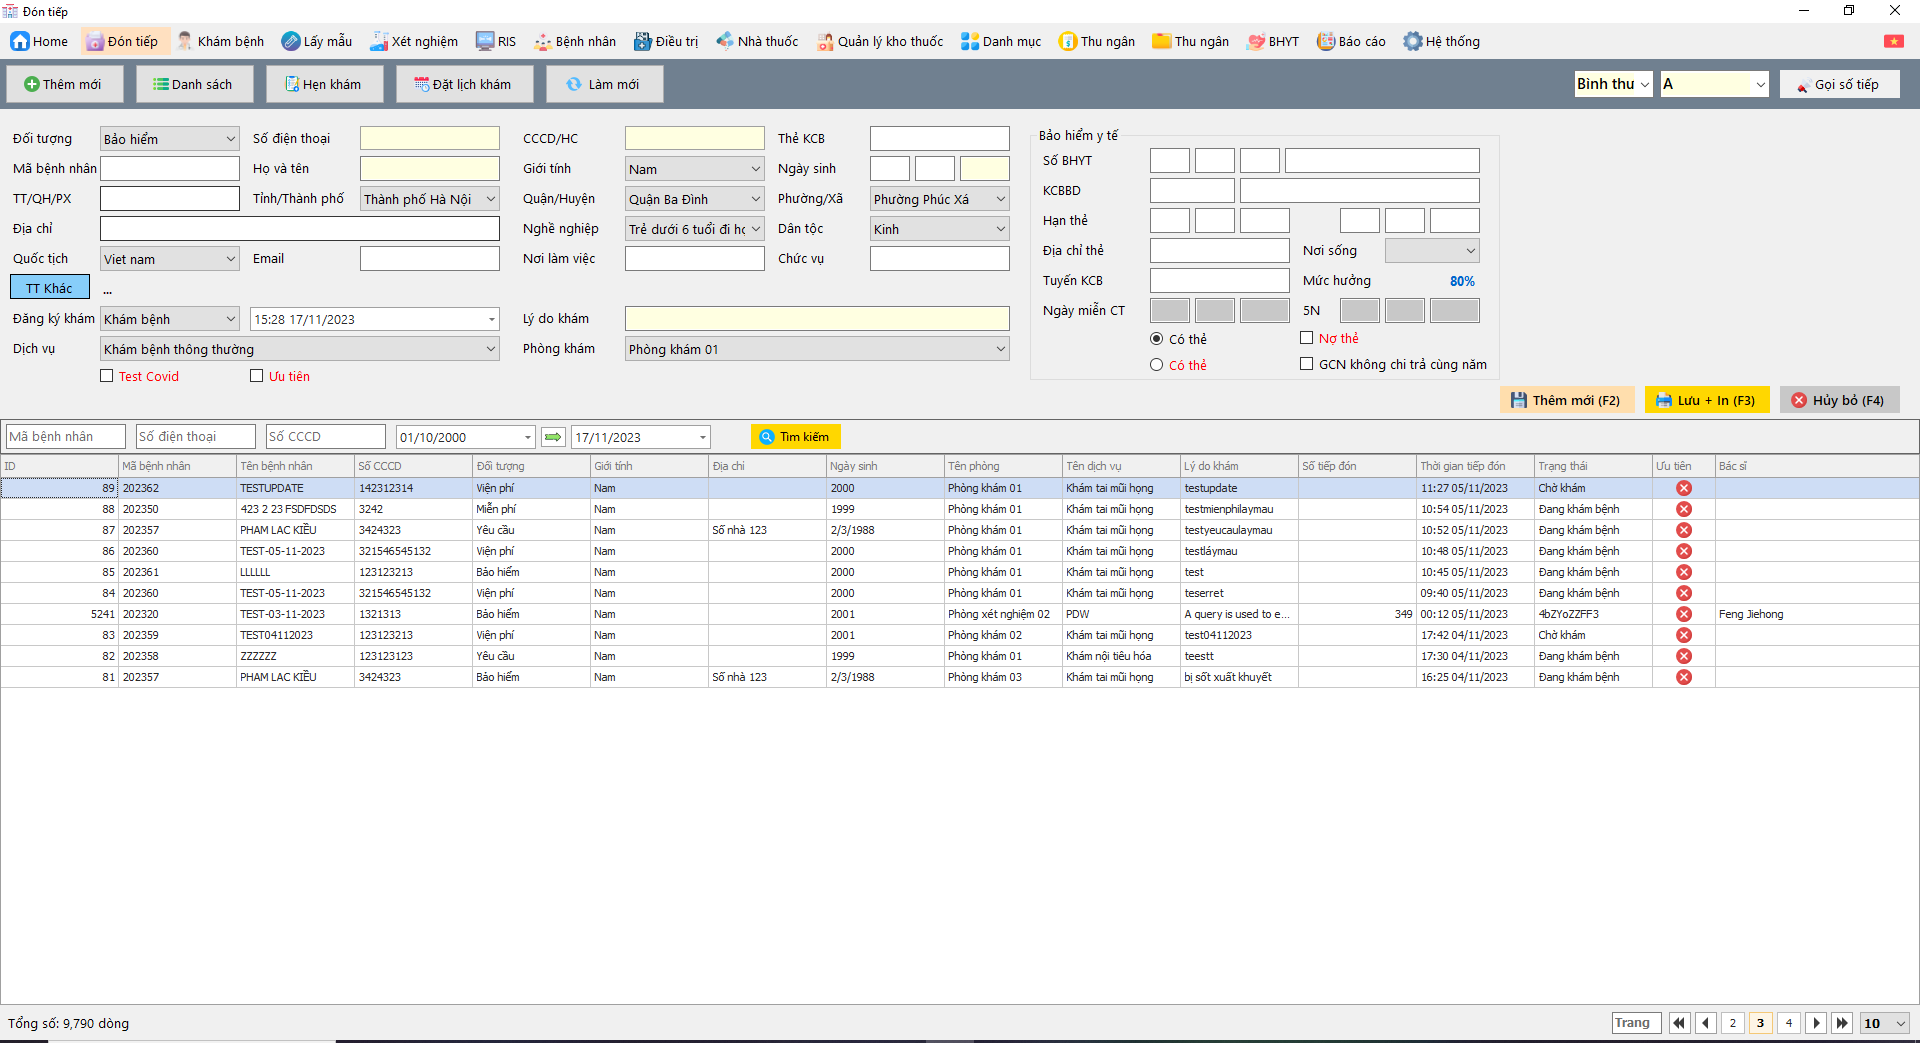 Đón tiếp
Home Đón tiếp Khám bệnh Lấy mẫu Xét nghiệm RIS Bệnh nhân Điều trị Nhà thuốc Quản lý kho thuốc Danh mục Thu ngân Thu ngân BHYT Báo cáo Hệ thống
Thêm mới Danh sách Hẹn khám Đặt lịch khám Làm mới Bình thu A Gọi số tiếp
Đối tượng Bảo hiểm Số điện thoại CCCD/HC Thẻ KCB Bảo hiểm y tế
Số BHYT
Mã bệnh nhân Họ và tên Giới tính Nam Ngày sinh
KCBBD
TT/QH/PX Tỉnh/Thành phố Thành phố Hà Nội Quận/Huyện Quận Ba Đình Phường/Xã Phường Phúc Xá
Hạn thẻ
Địa chỉ Nghề nghiệp Trẻ dưới 6 tuổi đi họ Dân tộc Kinh
Địa chỉ thẻ Nơi sống
Quốc tịch Viet nam Email Nơi làm việc Chức vụ
Tuyến KCB Mức hưởng 80%
TT Khác ...
Ngày miễn CT 5N
Đăng ký khám Khám bệnh 15:28 17/11/2023 Lý do khám
Có thẻ Nợ thẻ
Dịch vụ Khám bệnh thông thường Phòng khám Phòng khám 01
Có thẻ GCN không chi trả cùng năm
Test Covid Ưu tiên
Thêm mới (F2) Lưu + In (F3) Hủy bỏ (F4)
Mã bệnh nhân Số điện thoại Số CCCD 01/10/2000 17/11/2023 Tìm kiếm
ID Mã bệnh nhân Tên bệnh nhân Số CCCD Đối tượng Giới tính Địa chỉ Ngày sinh Tên phòng Tên dịch vụ Lý do khám Số tiếp đón Thời gian tiếp đón Trạng thái Ưu tiên Bác sĩ
89 202362 TESTUPDATE 142312314 Viện phí Nam 2000 Phòng khám 01 Khám tai mũi họng testupdate 11:27 05/11/2023 Chờ khám
88 202350 423 2 23 FSDFDSDS 3242 Miễn phí Nam 1999 Phòng khám 01 Khám tai mũi họng testmienphilaymau 10:54 05/11/2023 Đang khám bệnh
87 202357 PHAM LAC KIỀU 3424323 Yêu cầu Nam Số nhà 123 2/3/1988 Phòng khám 01 Khám tai mũi họng testyeucaulaymau 10:52 05/11/2023 Đang khám bệnh
86 202360 TEST-05-11-2023 321546545132 Viện phí Nam 2000 Phòng khám 01 Khám tai mũi họng testláymau 10:48 05/11/2023 Đang khám bệnh
85 202361 LLLLLL 123123213 Bảo hiểm Nam 2000 Phòng khám 01 Khám tai mũi họng test 10:45 05/11/2023 Đang khám bệnh
84 202360 TEST-05-11-2023 321546545132 Viện phí Nam 2000 Phòng khám 01 Khám tai mũi họng teserret 09:40 05/11/2023 Đang khám bệnh
5241 202320 TEST-03-11-2023 1321313 Bảo hiểm Nam 2001 Phòng xét nghiệm 02 PDW A query is used to e... 349 00:12 05/11/2023 4bZYoZZFF3 Feng Jiehong
83 202359 TEST04112023 123123213 Viện phí Nam 2001 Phòng khám 02 Khám tai mũi họng test04112023 17:42 04/11/2023 Chờ khám
82 202358 ZZZZZZ 123123123 Yêu cầu Nam 1999 Phòng khám 01 Khám nội tiêu hóa teestt 17:30 04/11/2023 Đang khám bệnh
81 202357 PHAM LAC KIỀU 3424323 Bảo hiểm Nam Số nhà 123 2/3/1988 Phòng khám 03 Khám tai mũi họng bị sốt xuất khuyết 16:25 04/11/2023 Đang khám bệnh
Tổng số: 9,790 dòng Trang 2 3 4 10